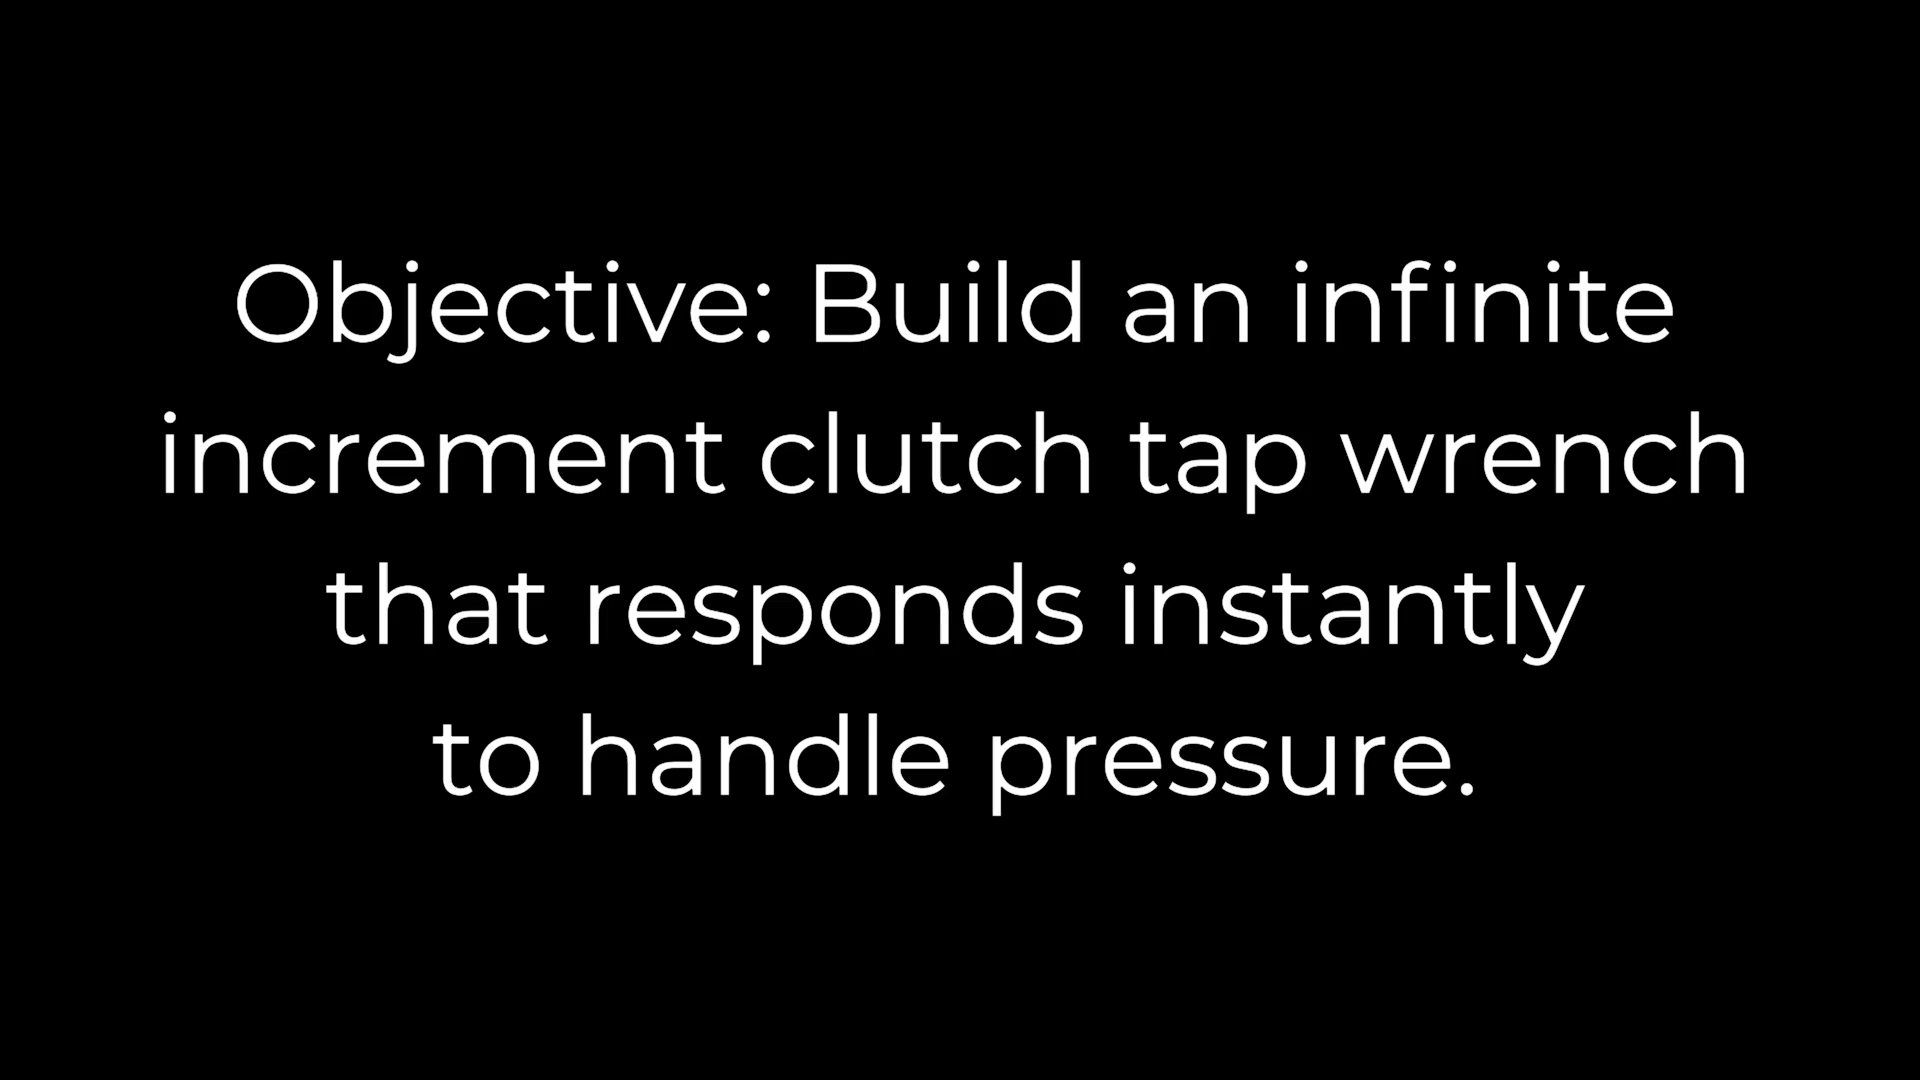 Objective: Build an infinite
increment clutch tap wrench
that responds instantly
to handle pressure.